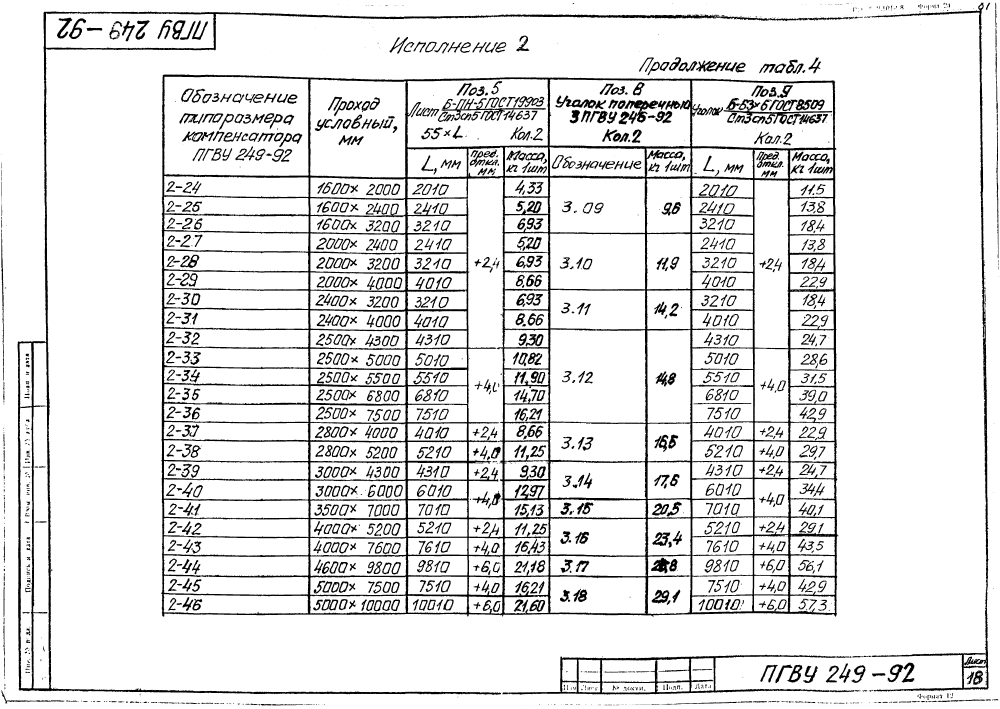 ПГВУ 249-92
Исполнение 2
Продолжение табл. 4
Обозначение типоразмера компенсатора ПГВУ 249-92
Проход условный, мм
Поз. 5
Лист Б-ПН-5 ГОСТ 19903 / Ст3сп5 ГОСТ 14637
55×L Кол. 2
Поз. 8
Уголок поперечный
3 ПГВУ 246-92
Кол. 2
Поз. 9
Уголок Б-63×6 ГОСТ 8509 / Ст3сп5 ГОСТ 14637
Кол. 2
L, мм Пред. откл. мм Масса, кг 1шт Обозначение Масса, кг 1шт L, мм Пред. откл. мм Масса, кг 1шт
2-24 1600× 2000 2010 +2,4 4,33 3.09 9,6 2010 +2,4 11.5
2-25 1600× 2400 2410 5,20 2410 13,8
2-26 1600× 3200 3210 6,93 3210 18,4
2-27 2000× 2400 2410 5,20 3.10 11,9 2410 13,8
2-28 2000× 3200 3210 6,93 3210 18,4
2-29 2000× 4000 4010 8,66 4010 22,9
2-30 2400× 3200 3210 6,93 3.11 14,2 3210 18,4
2-31 2400× 4000 4010 8,66 4010 22,9
2-32 2500× 4300 4310 9,30 3.12 14,8 4310 24,7
2-33 2500× 5000 5010 +4,0 10,82 5010 +4,0 28,6
2-34 2500× 5500 5510 11,90 5510 31,5
2-35 2500× 6800 6810 14,70 6810 39,0
2-36 2500× 7500 7510 16,21 7510 42,9
2-37 2800× 4000 4010 +2,4 8,66 3.13 16,5 4010 +2,4 22,9
2-38 2800× 5200 5210 +4,0 11,25 5210 +4,0 29,7
2-39 3000× 4300 4310 +2,4 9,30 3.14 17,6 4310 +2,4 24,7
2-40 3000× 6000 6010 +4,0 12,97 6010 +4,0 34,4
2-41 3500× 7000 7010 15,13 3.15 20,5 7010 40,1
2-42 4000× 5200 5210 +2,4 11,25 3.16 23,4 5210 +2,4 29,1
2-43 4000× 7600 7610 +4,0 16,43 7610 +4,0 43,5
2-44 4600× 9800 9810 +6,0 21,18 3.17 9810 +6,0 56,1
2-45 5000× 7500 7510 +4,0 16,21 3.18 29,1 7510 +4,0 42,9
2-46 5000× 10000 10010 +6,0 21,60 10010 +6,0 57,3
ПГВУ 249-92
Лист
18
Изм Лист № докум. Подп. Дата
Формат 12